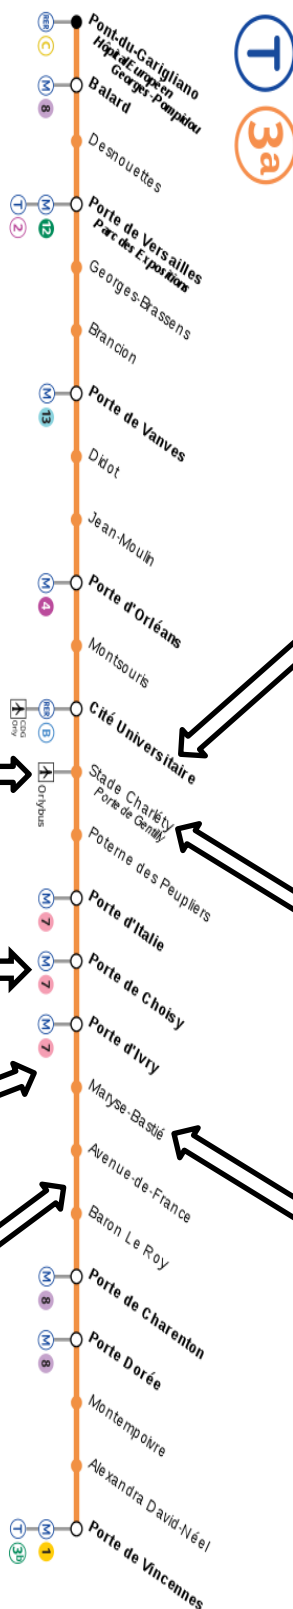 T 3a
Pont-du-Garigliano
Hôpital Européen
Georges-Pompidou
RER C
Balard
M 8
Desnouettes
Porte de Versailles
Parc des Expositions
M 12
T 2
Georges-Brassens
Brancion
Porte de Vanves
M 13
Didot
Jean-Moulin
Porte d'Orléans
M 4
Montsouris
Cité Universitaire
RER B
CDG
Orly
Stade Charléty
Porte de Gentilly
Orlybus
Poterne des Peupliers
Porte d'Italie
M 7
Porte de Choisy
M 7
Porte d'Ivry
M 7
Maryse-Bastié
Avenue-de-France
Baron Le Roy
Porte de Charenton
M 8
Porte Dorée
M 8
Montempoivre
Alexandra David-Néel
Porte de Vincennes
M 1
T 3b